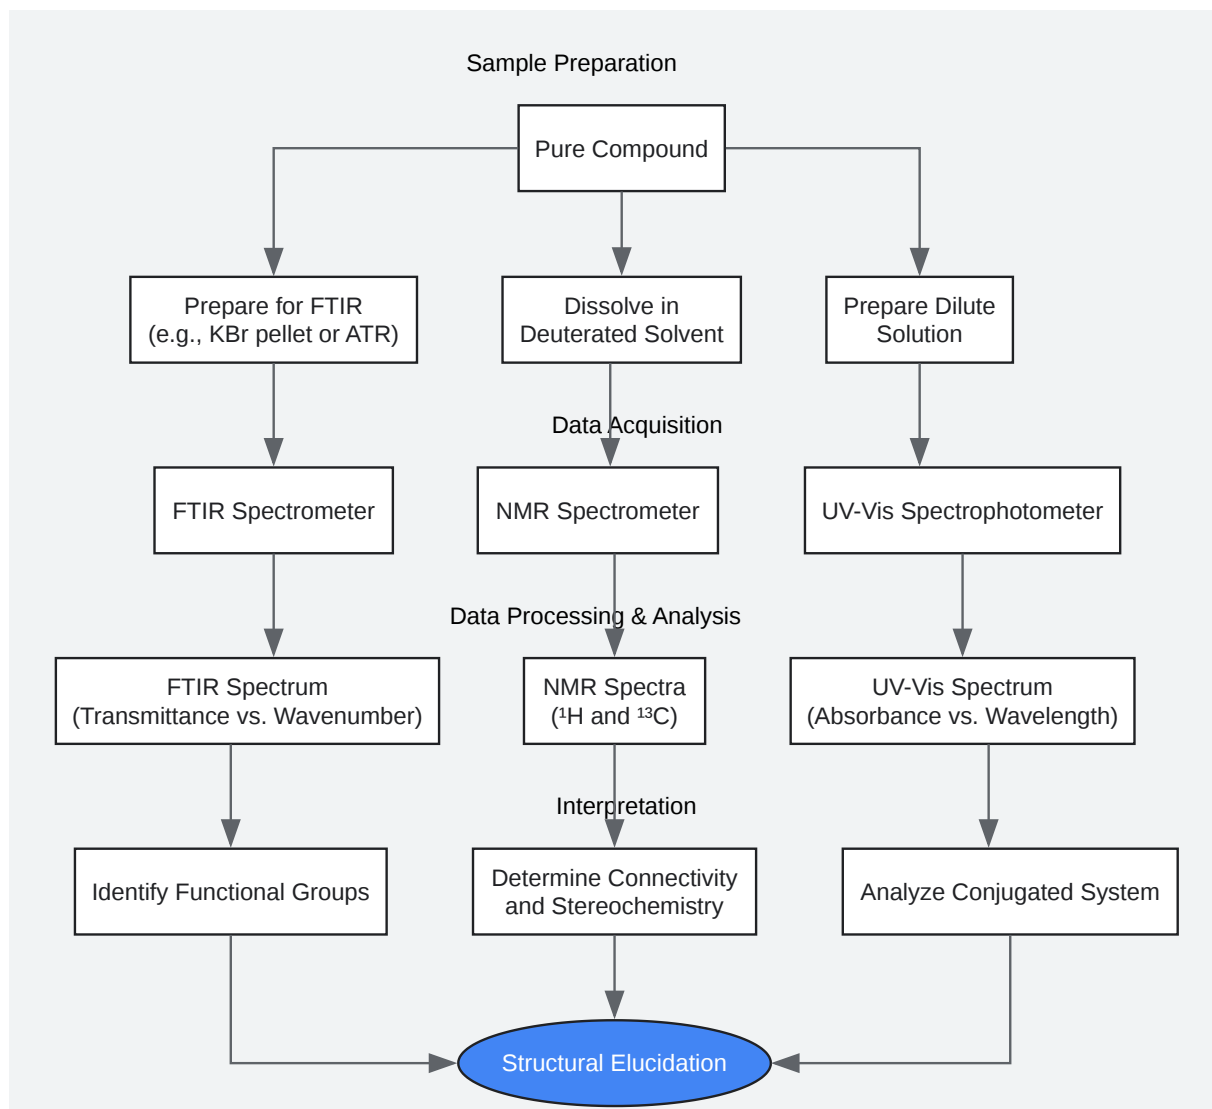 Sample Preparation
Pure Compound
Prepare for FTIR
(e.g., KBr pellet or ATR)
Dissolve in
Deuterated Solvent
Prepare Dilute
Solution
Data Acquisition
FTIR Spectrometer
NMR Spectrometer
UV-Vis Spectrophotometer
Data Processing & Analysis
FTIR Spectrum
(Transmittance vs. Wavenumber)
NMR Spectra
(¹H and ¹³C)
UV-Vis Spectrum
(Absorbance vs. Wavelength)
Interpretation
Identify Functional Groups
Determine Connectivity
and Stereochemistry
Analyze Conjugated System
Structural Elucidation